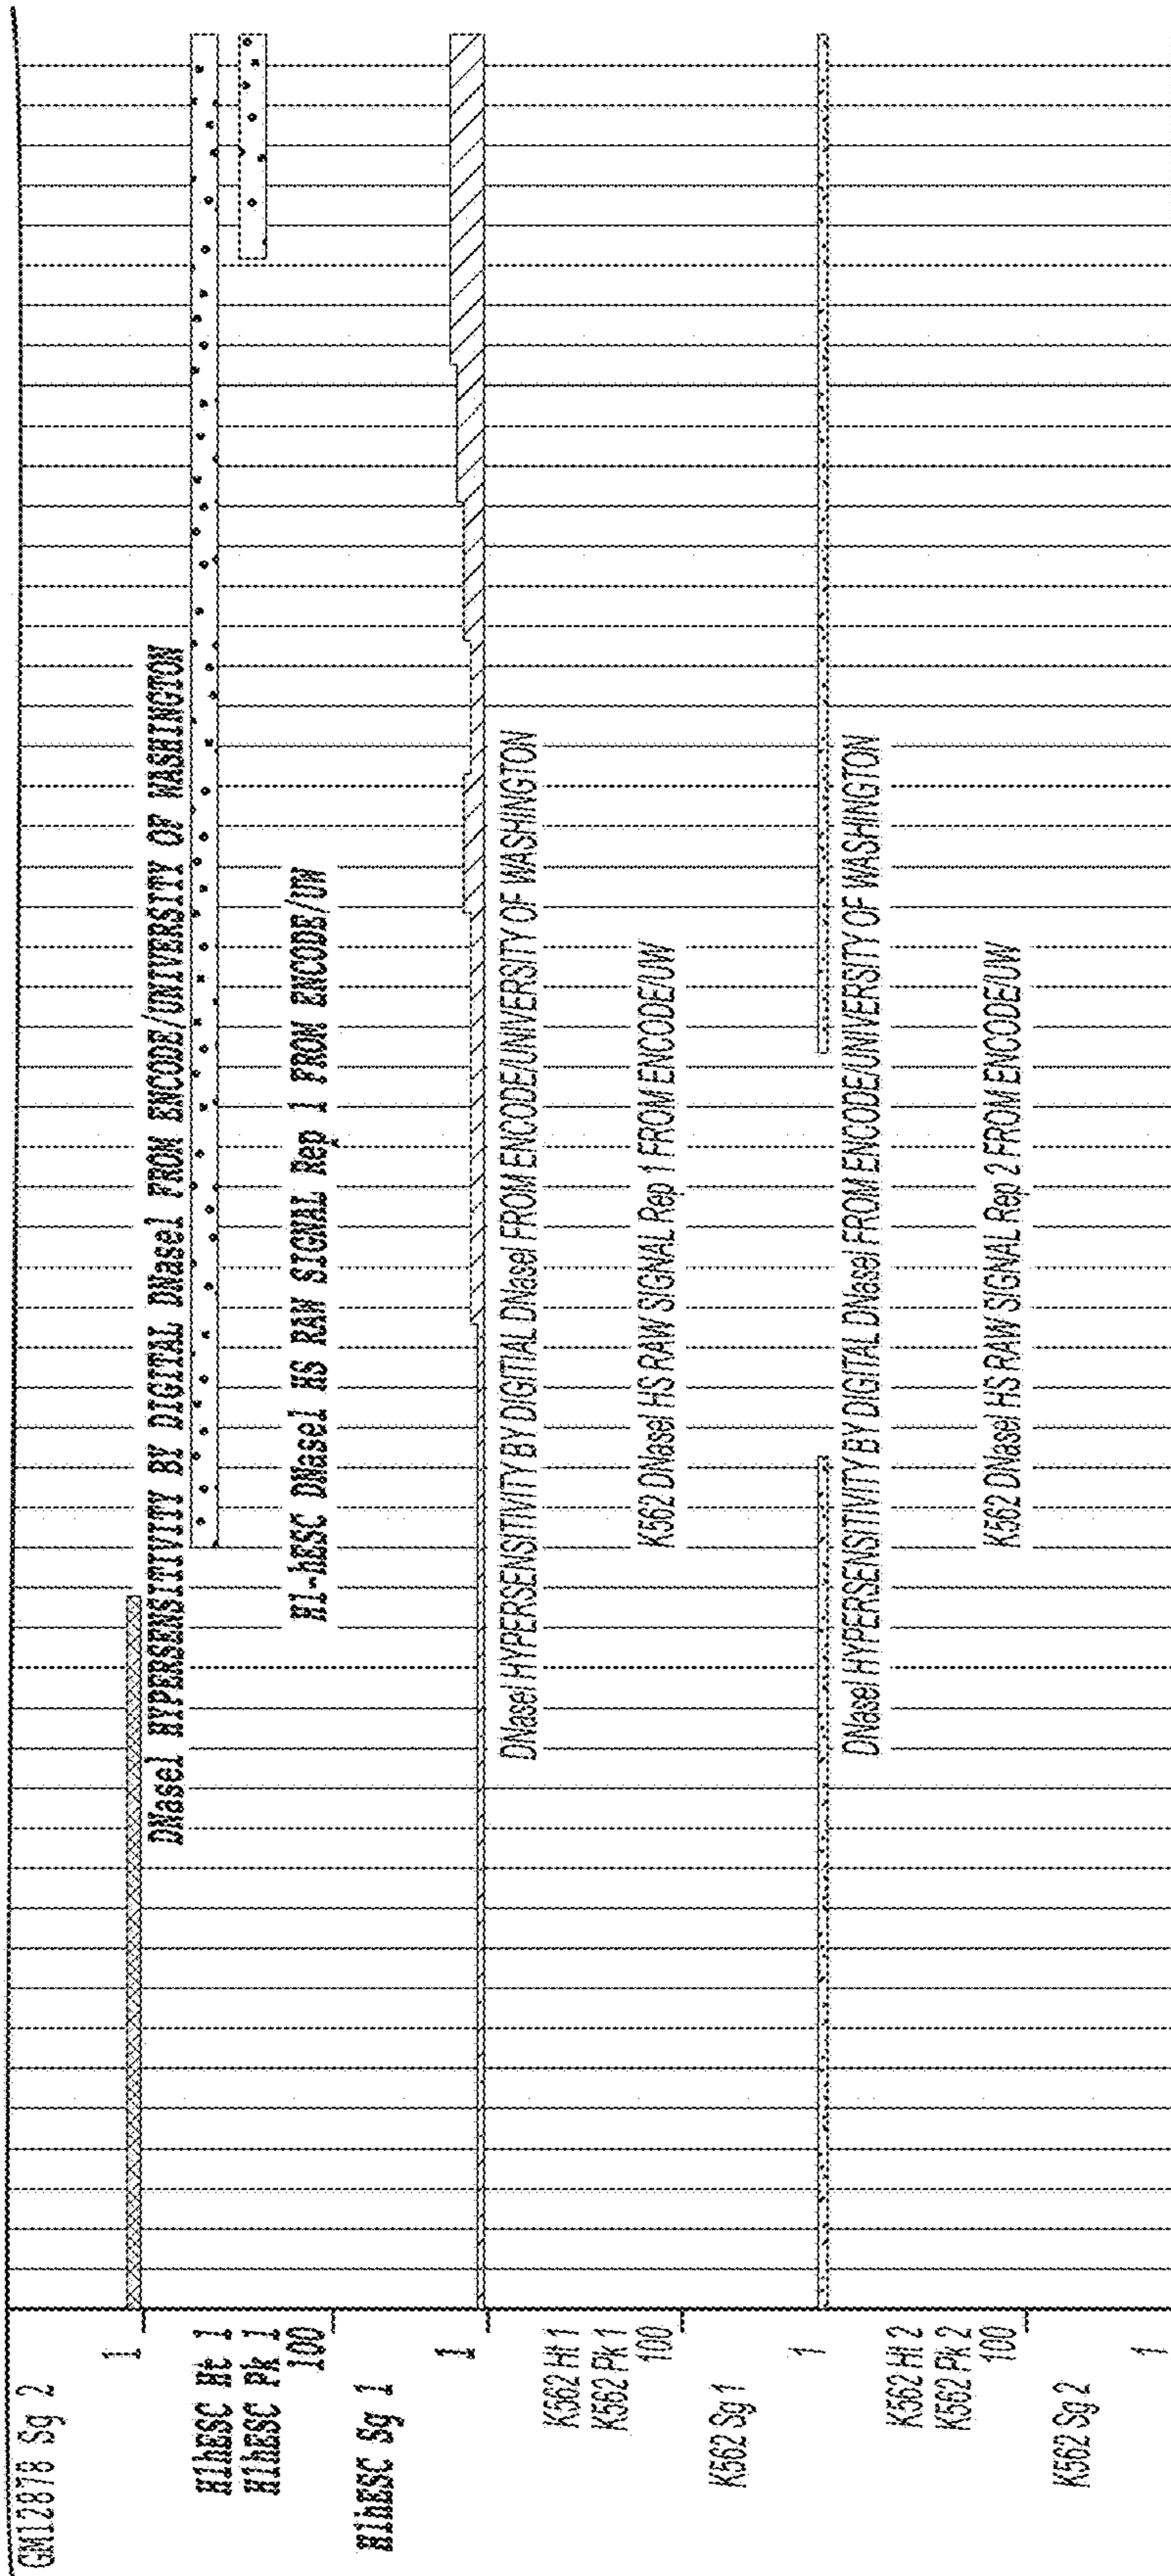 GM12878 Sg 2
1
DNaseI HYPERSENSITIVITY BY DIGITAL DNaseI FROM ENCODE/UNIVERSITY OF WASHINGTON
H1hESC Ht 1
H1hESC Pk 1
H1-hESC DNaseI HS RAW SIGNAL Rep 1 FROM ENCODE/UW
100
H1hESC Sg 1
1
DNaseI HYPERSENSITIVITY BY DIGITIAL DNaseI FROM ENCODE/UNIVERSITY OF WASHINGTON
K562 Ht 1
K562 Pk 1
K562 DNaseI HS RAW SIGNAL Rep 1 FROM ENCODE/UW
100
K562 Sg 1
1
DNaseI HYPERSENSITIVITY BY DIGITAL DNaseI FROM ENCODE/UNIVERSITY OF WASHINGTON
K562 Ht 2
K562 Pk 2
K562 DNaseI HS RAW SIGNAL Rep 2 FROM ENCODE/UW
100
K562 Sg 2
1